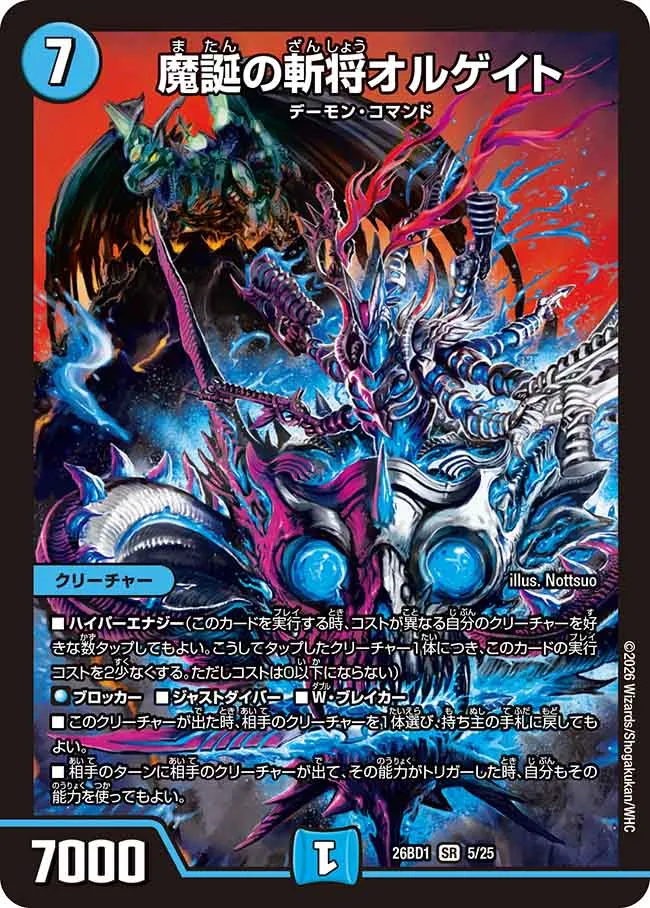 7
魔誕の斬将オルゲイト
デーモン・コマンド
クリーチャー
illus. Nottsuo
■ハイパーエナジー(このカードを実行する時、コストが異なる自分のクリーチャーを好
きな数タップしてもよい。こうしてタップしたクリーチャー1体につき、このカードの実行
コストを2少なくする。ただしコストは0以下にならない)
ブロッカー ■ジャストダイバー ■W・ブレイカー
■このクリーチャーが出た時、相手のクリーチャーを1体選び、持ち主の手札に戻しても
よい。
■相手のターンに相手のクリーチャーが出て、その能力がトリガーした時、自分もその
能力を使ってもよい。
©2026 Wizards/Shogakukan/WHC
7000
1
26BD1 SR 5/25